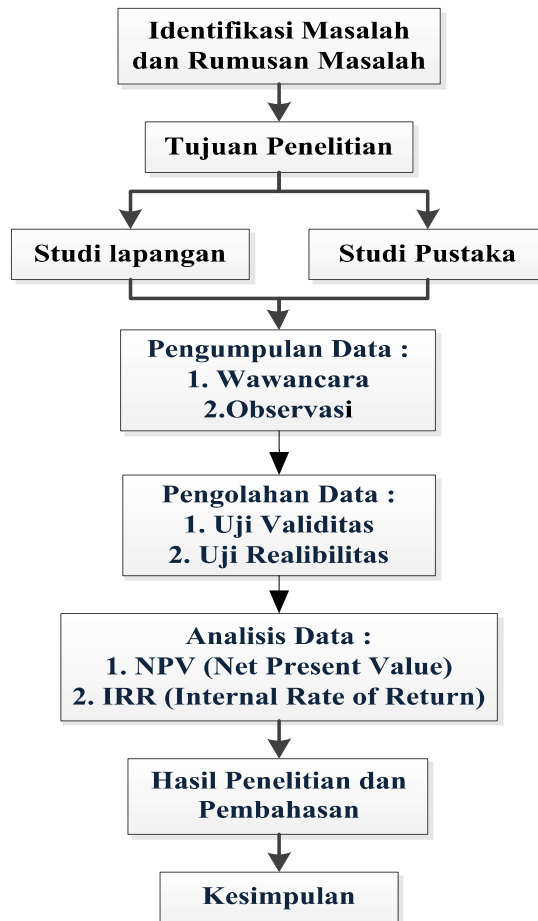 Identifikasi Masalah
dan Rumusan Masalah
Tujuan Penelitian
Studi lapangan
Studi Pustaka
Pengumpulan Data :
1. Wawancara
2.Observasi
Pengolahan Data :
1. Uji Validitas
2. Uji Realibilitas
Analisis Data :
1. NPV (Net Present Value)
2. IRR (Internal Rate of Return)
Hasil Penelitian dan
Pembahasan
Kesimpulan